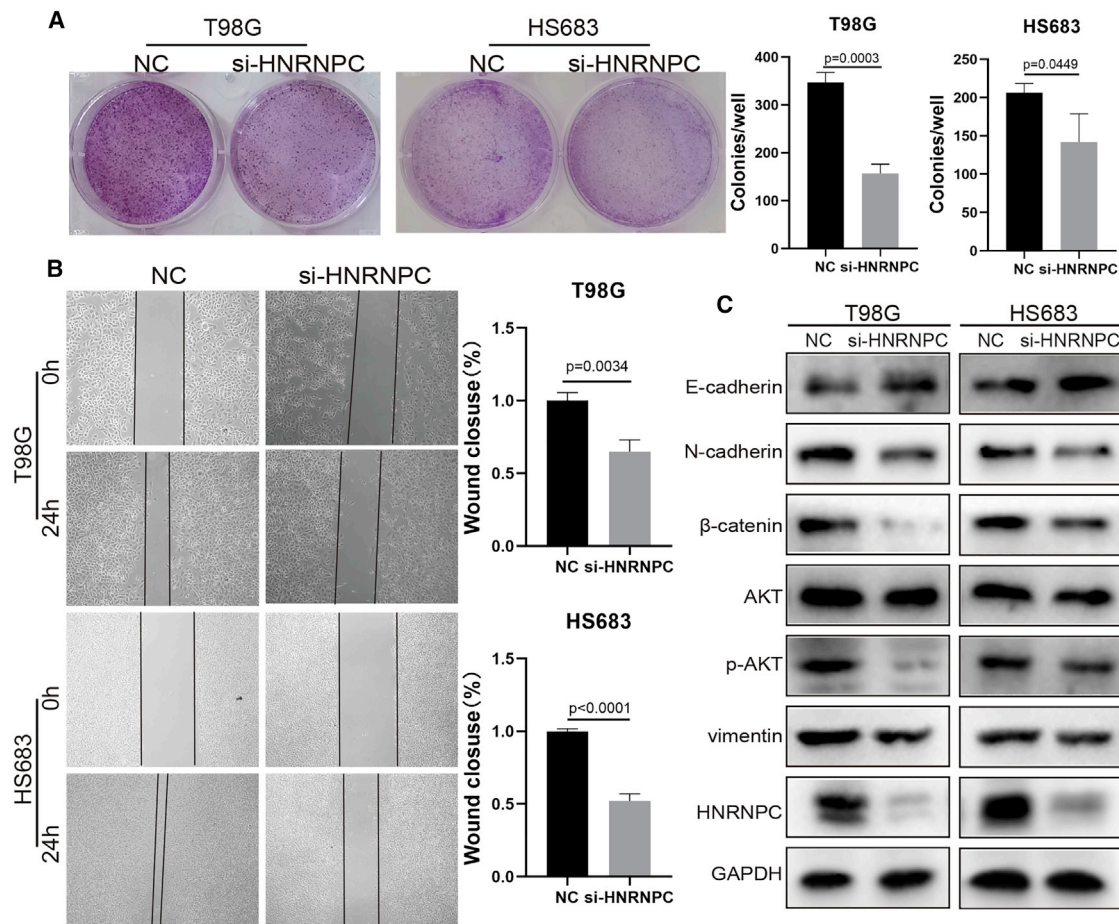 A
T98G
NC si-HNRNPC
HS683
NC si-HNRNPC
T98G
p=0.0003
Colonies/well
400
300
200
100
0
NC si-HNRNPC
HS683
p=0.0449
Colonies/well
250
200
150
100
50
0
NC si-HNRNPC
B
NC si-HNRNPC
T98G
0h
24h
HS683
0h
24h
T98G
p=0.0034
Wound closuse(%)
1.5
1.0
0.5
0.0
NC si-HNRNPC
HS683
p<0.0001
Wound closuse(%)
1.5
1.0
0.5
0.0
NC si-HNRNPC
C
T98G HS683
NC si-HNRNPC NC si-HNRNPC
E-cadherin
N-cadherin
β-catenin
AKT
p-AKT
vimentin
HNRNPC
GAPDH